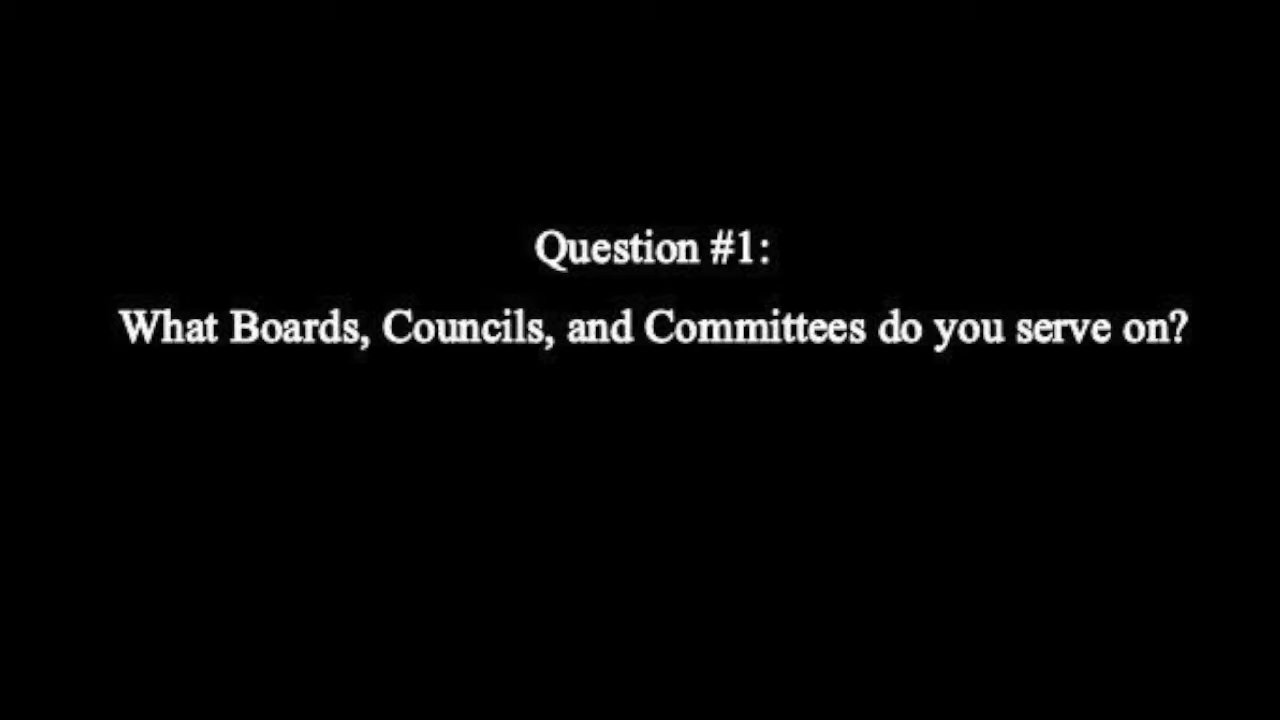 Question #1:
What Boards, Councils, and Committees do you serve on?